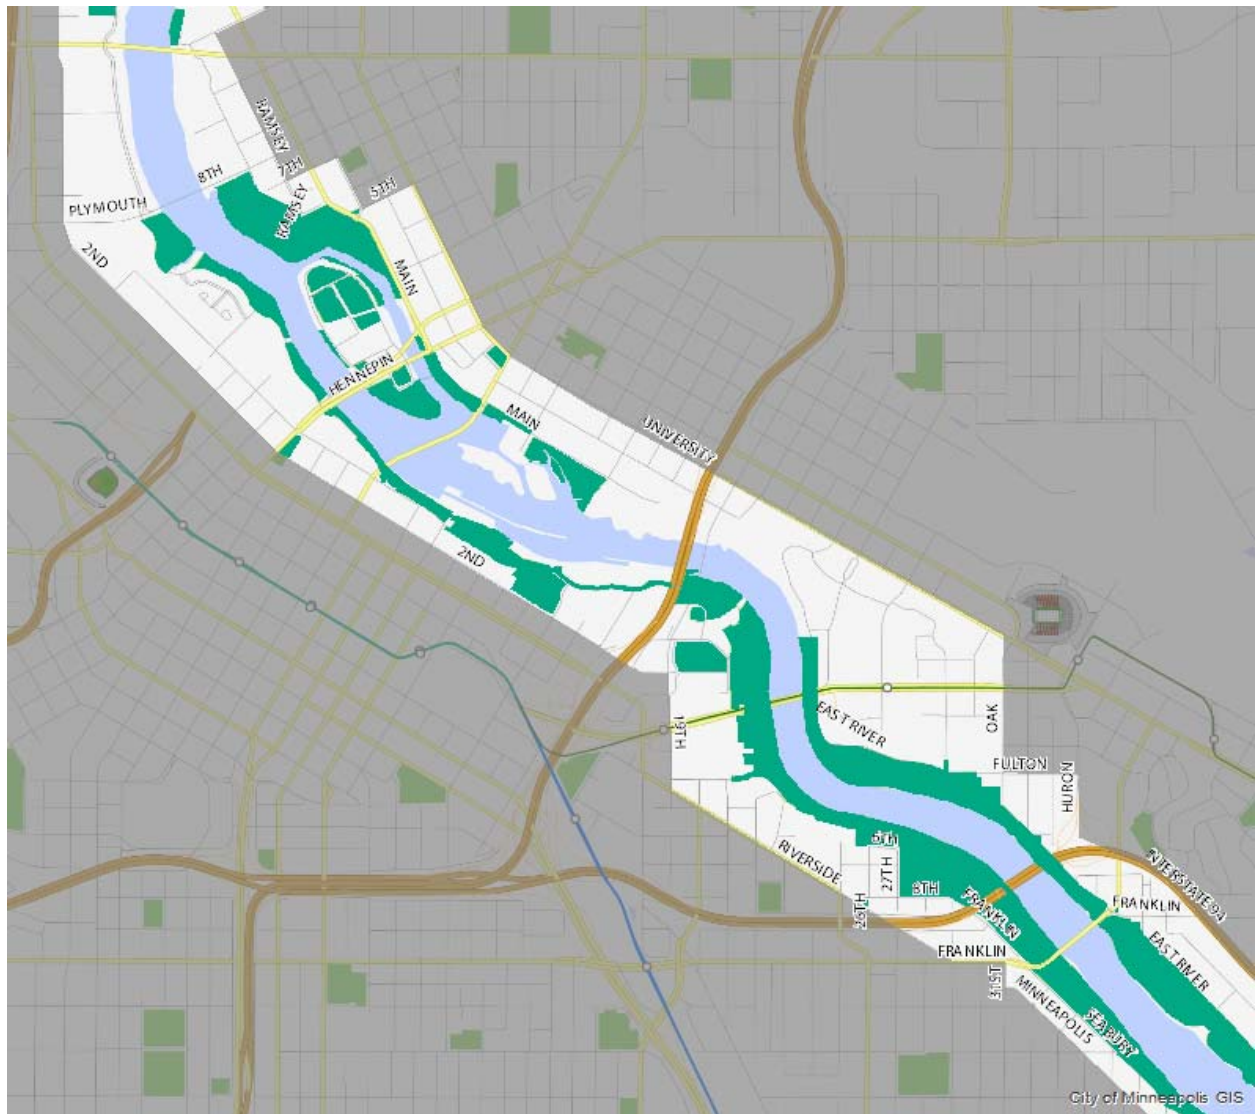 RAMSEY
7TH
8TH
5TH
RAMSEY
PLYMOUTH
2ND
MAIN
HENNEPIN
MAIN
UNIVERSITY
2ND
19TH
EAST RIVER
OAK
FULTON
HURON
6TH
RIVERSIDE
27TH
8TH
26TH
FRANKLIN
INTERSTATE 94
FRANKLIN
FRANKLIN
EAST RIVER
31ST
MINNEAPOLIS
SEABURY
City of Minneapolis GIS